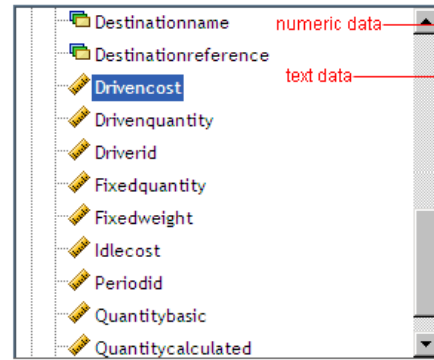 Destinationname numeric data
Destinationreference
text data
Drivencost
Drivenquantity
Driverid
Fixedquantity
Fixedweight
Idlecost
Periodid
Quantitybasic
Quantitycalculated